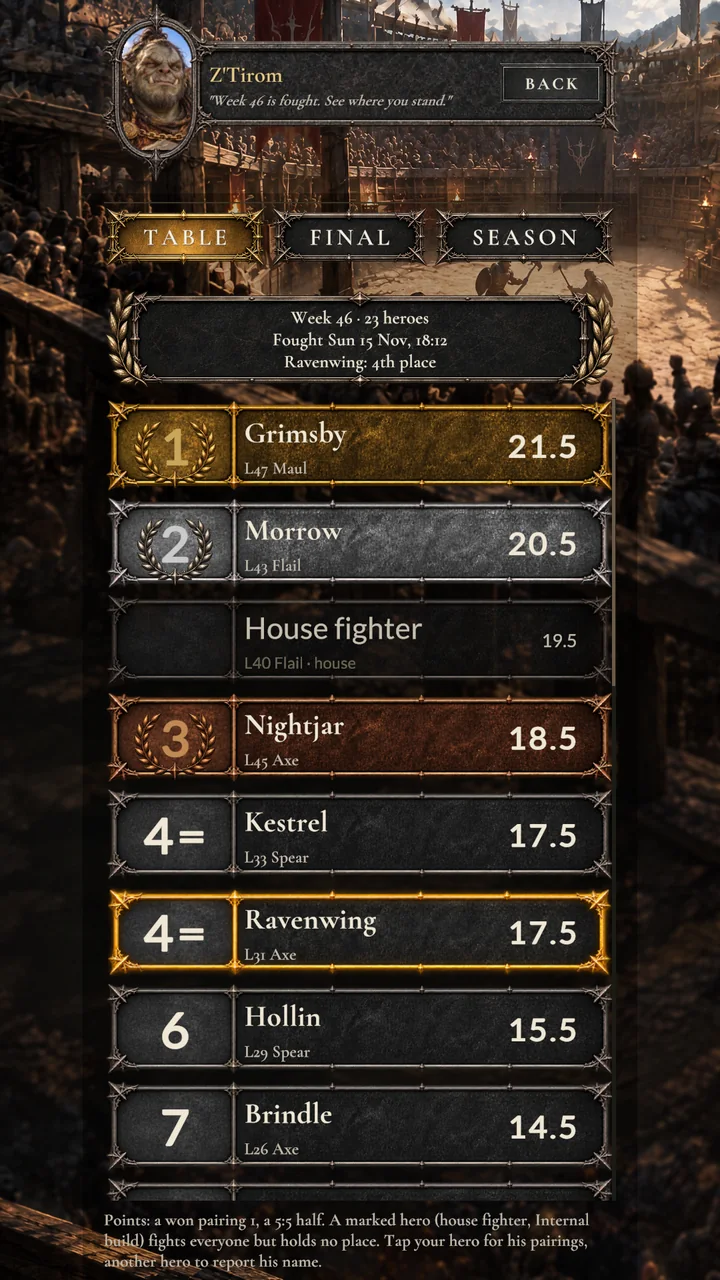 Z'Tirom
"Week 46 is fought. See where you stand."
BACK
TABLE
FINAL
SEASON
Week 46 · 23 heroes
Fought Sun 15 Nov, 18:12
Ravenwing: 4th place
1
Grimsby
L47 Maul
21.5
2
Morrow
L43 Flail
20.5
House fighter
L40 Flail · house
19.5
3
Nightjar
L45 Axe
18.5
4=
Kestrel
L33 Spear
17.5
4=
Ravenwing
L31 Axe
17.5
6
Hollin
L29 Spear
15.5
7
Brindle
L26 Axe
14.5
Points: a won pairing 1, a 5:5 half. A marked hero (house fighter, Internal
build) fights everyone but holds no place. Tap your hero for his pairings,
another hero to report his name.